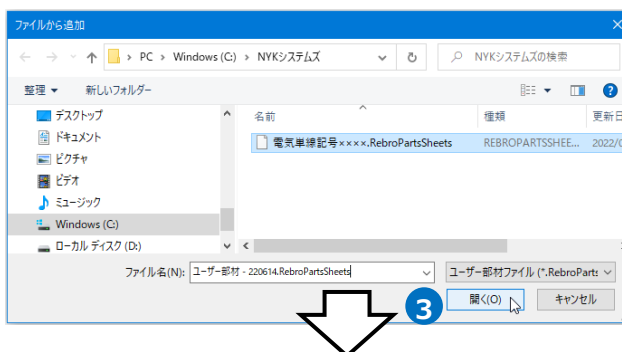 ファイルから追加
PC > Windows (C:) > NYKシステムズ
NYKシステムズの検索
整理 新しいフォルダー
デスクトップ
ドキュメント
ピクチャ
ビデオ
ミュージック
Windows (C:)
ローカル ディスク (D:)
名前 種類 更新日
電気単線記号××××.RebroPartsSheets REBROPARTSSHEE... 2022/0
ファイル名(N): ユーザー部材 - 220614.RebroPartsSheets ユーザー部材ファイル (*.RebroParts
3
開く(O) キャンセル